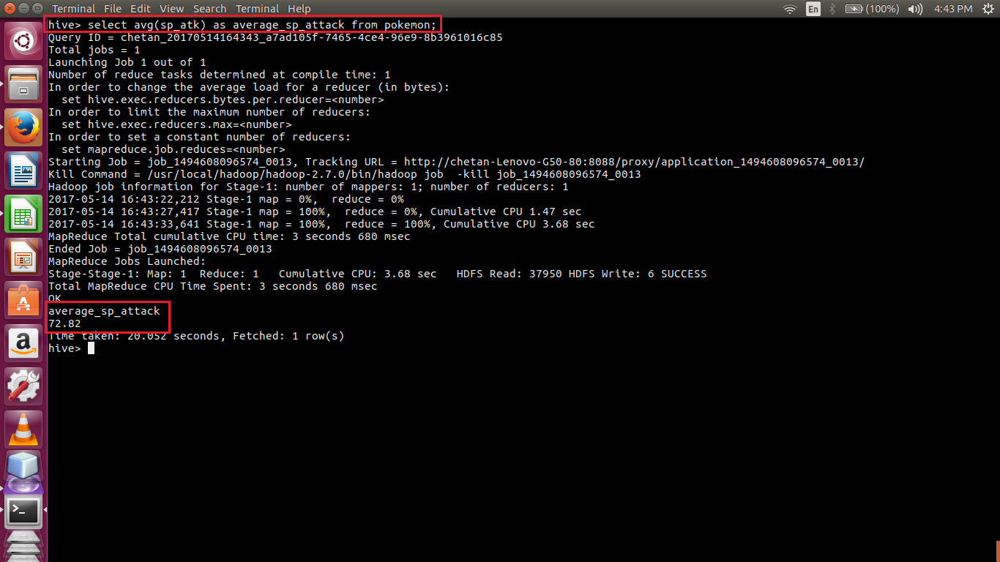 Terminal File Edit View Search Terminal Help En (100%) 4:43 PM
hive> select avg(sp_atk) as average_sp_attack from pokemon;
Query ID = chetan_20170514164343_a7ad105f-7465-4ce4-96e9-8b3961016c85
Total jobs = 1
Launching Job 1 out of 1
Number of reduce tasks determined at compile time: 1
In order to change the average load for a reducer (in bytes):
  set hive.exec.reducers.bytes.per.reducer=<number>
In order to limit the maximum number of reducers:
  set hive.exec.reducers.max=<number>
In order to set a constant number of reducers:
  set mapreduce.job.reduces=<number>
Starting Job = job_1494608096574_0013, Tracking URL = http://chetan-Lenovo-G50-80:8088/proxy/application_1494608096574_0013/
Kill Command = /usr/local/hadoop/hadoop-2.7.0/bin/hadoop job  -kill job_1494608096574_0013
Hadoop job information for Stage-1: number of mappers: 1; number of reducers: 1
2017-05-14 16:43:22,212 Stage-1 map = 0%,  reduce = 0%
2017-05-14 16:43:27,417 Stage-1 map = 100%,  reduce = 0%, Cumulative CPU 1.47 sec
2017-05-14 16:43:33,641 Stage-1 map = 100%,  reduce = 100%, Cumulative CPU 3.68 sec
MapReduce Total cumulative CPU time: 3 seconds 680 msec
Ended Job = job_1494608096574_0013
MapReduce Jobs Launched:
Stage-Stage-1: Map: 1  Reduce: 1   Cumulative CPU: 3.68 sec   HDFS Read: 37950 HDFS Write: 6 SUCCESS
Total MapReduce CPU Time Spent: 3 seconds 680 msec
OK
average_sp_attack
72.82
Time taken: 20.052 seconds, Fetched: 1 row(s)
hive>